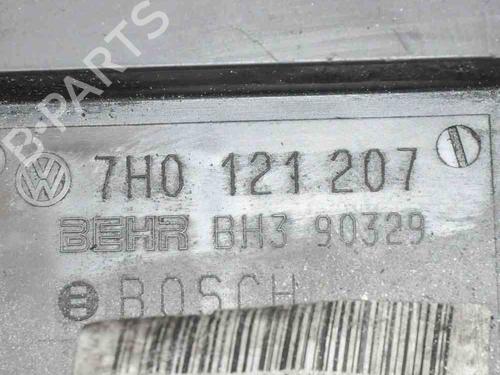 B-PARTS
7H0 121 207
BEHR BH3 90329
BOSCH